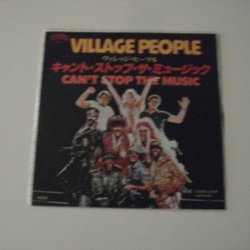 VILLAGE PEOPLE
ヴィレッジ・ピープル
キャント・ストップ・ザ・ミュージック
CAN'T STOP THE MUSIC